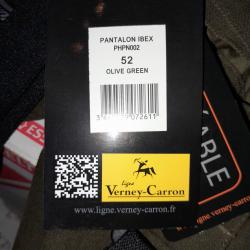 PANTALON IBEX
PHPN002
52
OLIVE GREEN
Ligne
Verney-Carron
www.ligne.verney-carron.fr